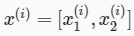 x^{(i)} = [x_1^{(i)}, x_2^{(i)}]